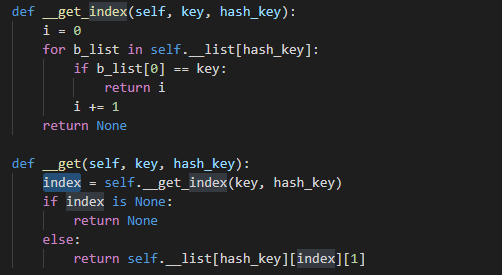 def __get_index(self, key, hash_key):
    i = 0
    for b_list in self.__list[hash_key]:
        if b_list[0] == key:
            return i
        i += 1
    return None
def __get(self, key, hash_key):
    index = self.__get_index(key, hash_key)
    if index is None:
        return None
    else:
        return self.__list[hash_key][index][1]